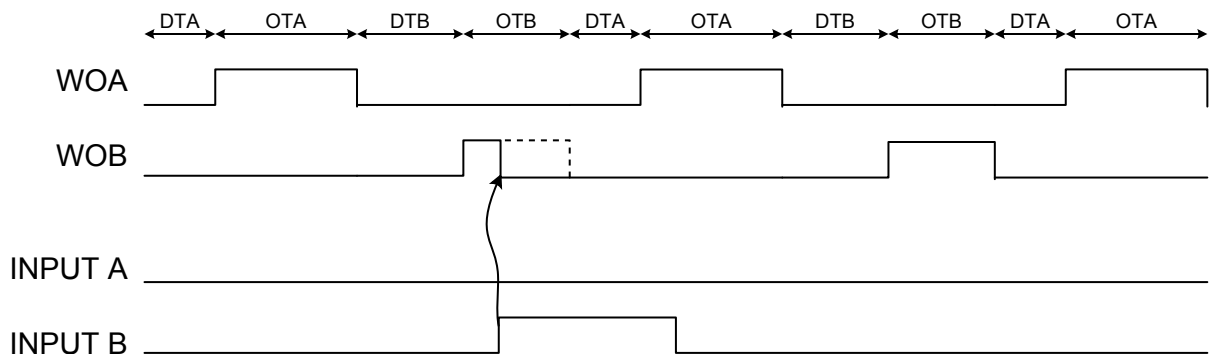 DTA OTA DTB OTB DTA OTA DTB OTB DTA OTA
WOA
WOB
INPUT A
INPUT B